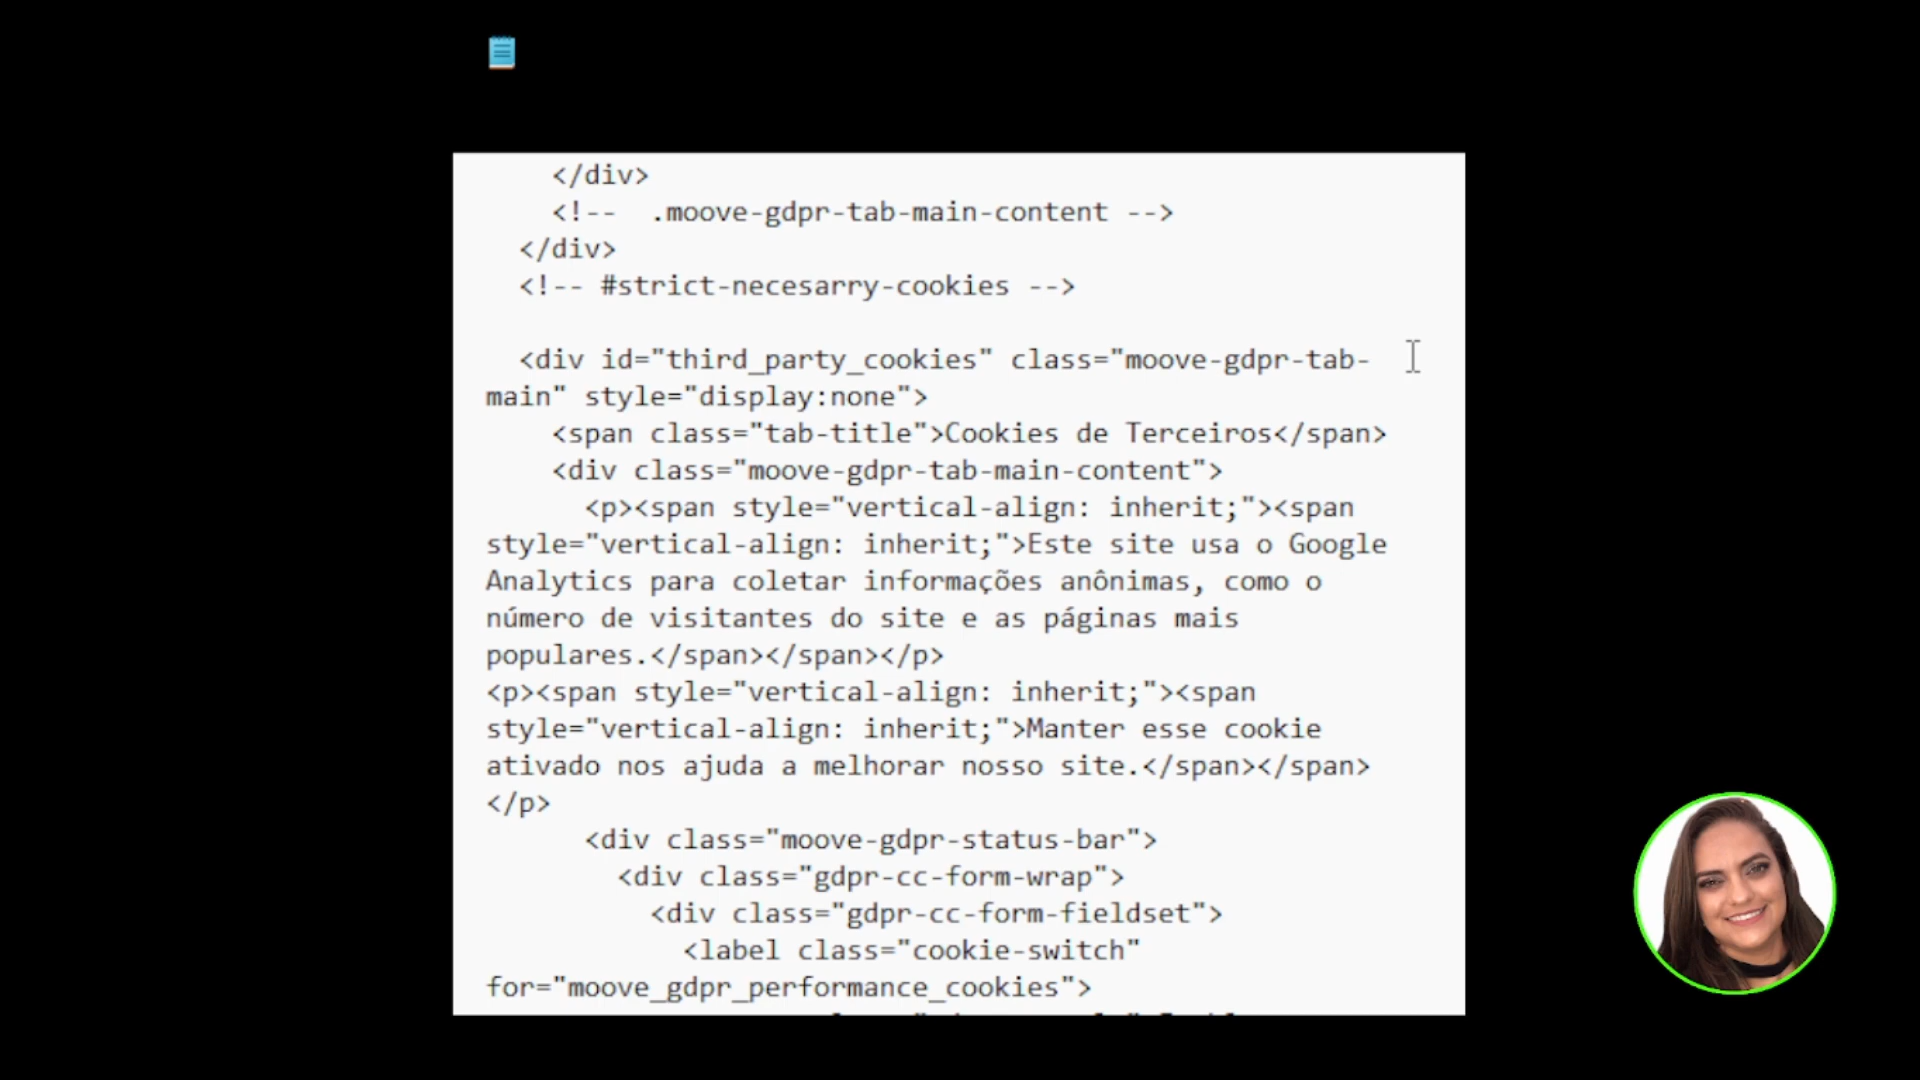 </div>
<!--  .moove-gdpr-tab-main-content -->
</div>
<!-- #strict-necesarry-cookies -->
<div id="third_party_cookies" class="moove-gdpr-tab-
main" style="display:none">
<span class="tab-title">Cookies de Terceiros</span>
<div class="moove-gdpr-tab-main-content">
<p><span style="vertical-align: inherit;"><span
style="vertical-align: inherit;">Este site usa o Google
Analytics para coletar informações anônimas, como o
número de visitantes do site e as páginas mais
populares.</span></span></p>
<p><span style="vertical-align: inherit;"><span
style="vertical-align: inherit;">Manter esse cookie
ativado nos ajuda a melhorar nosso site.</span></span>
</p>
<div class="moove-gdpr-status-bar">
<div class="gdpr-cc-form-wrap">
<div class="gdpr-cc-form-fieldset">
<label class="cookie-switch"
for="moove_gdpr_performance_cookies">